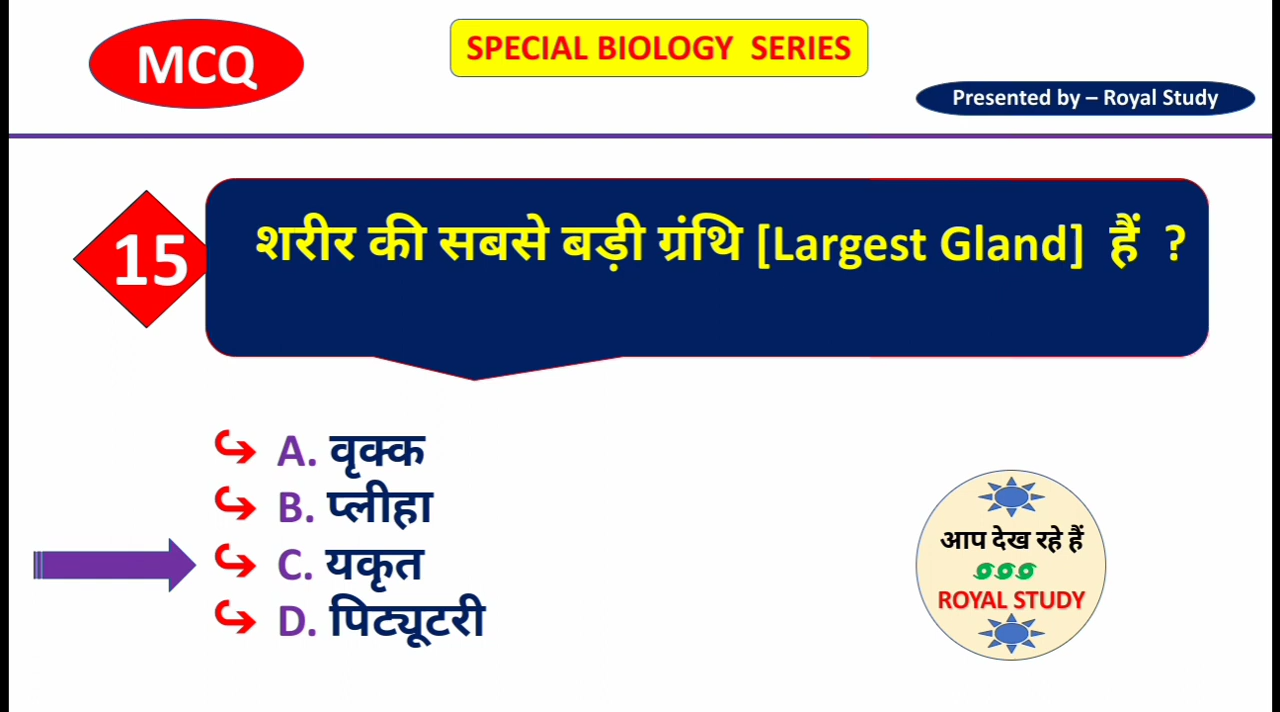 MCQ
SPECIAL BIOLOGY SERIES
Presented by – Royal Study
15
शरीर की सबसे बड़ी ग्रंथि [Largest Gland] हैं ?
A. वृक्क
B. प्लीहा
C. यकृत
D. पिट्यूटरी
आप देख रहे हैं
ROYAL STUDY